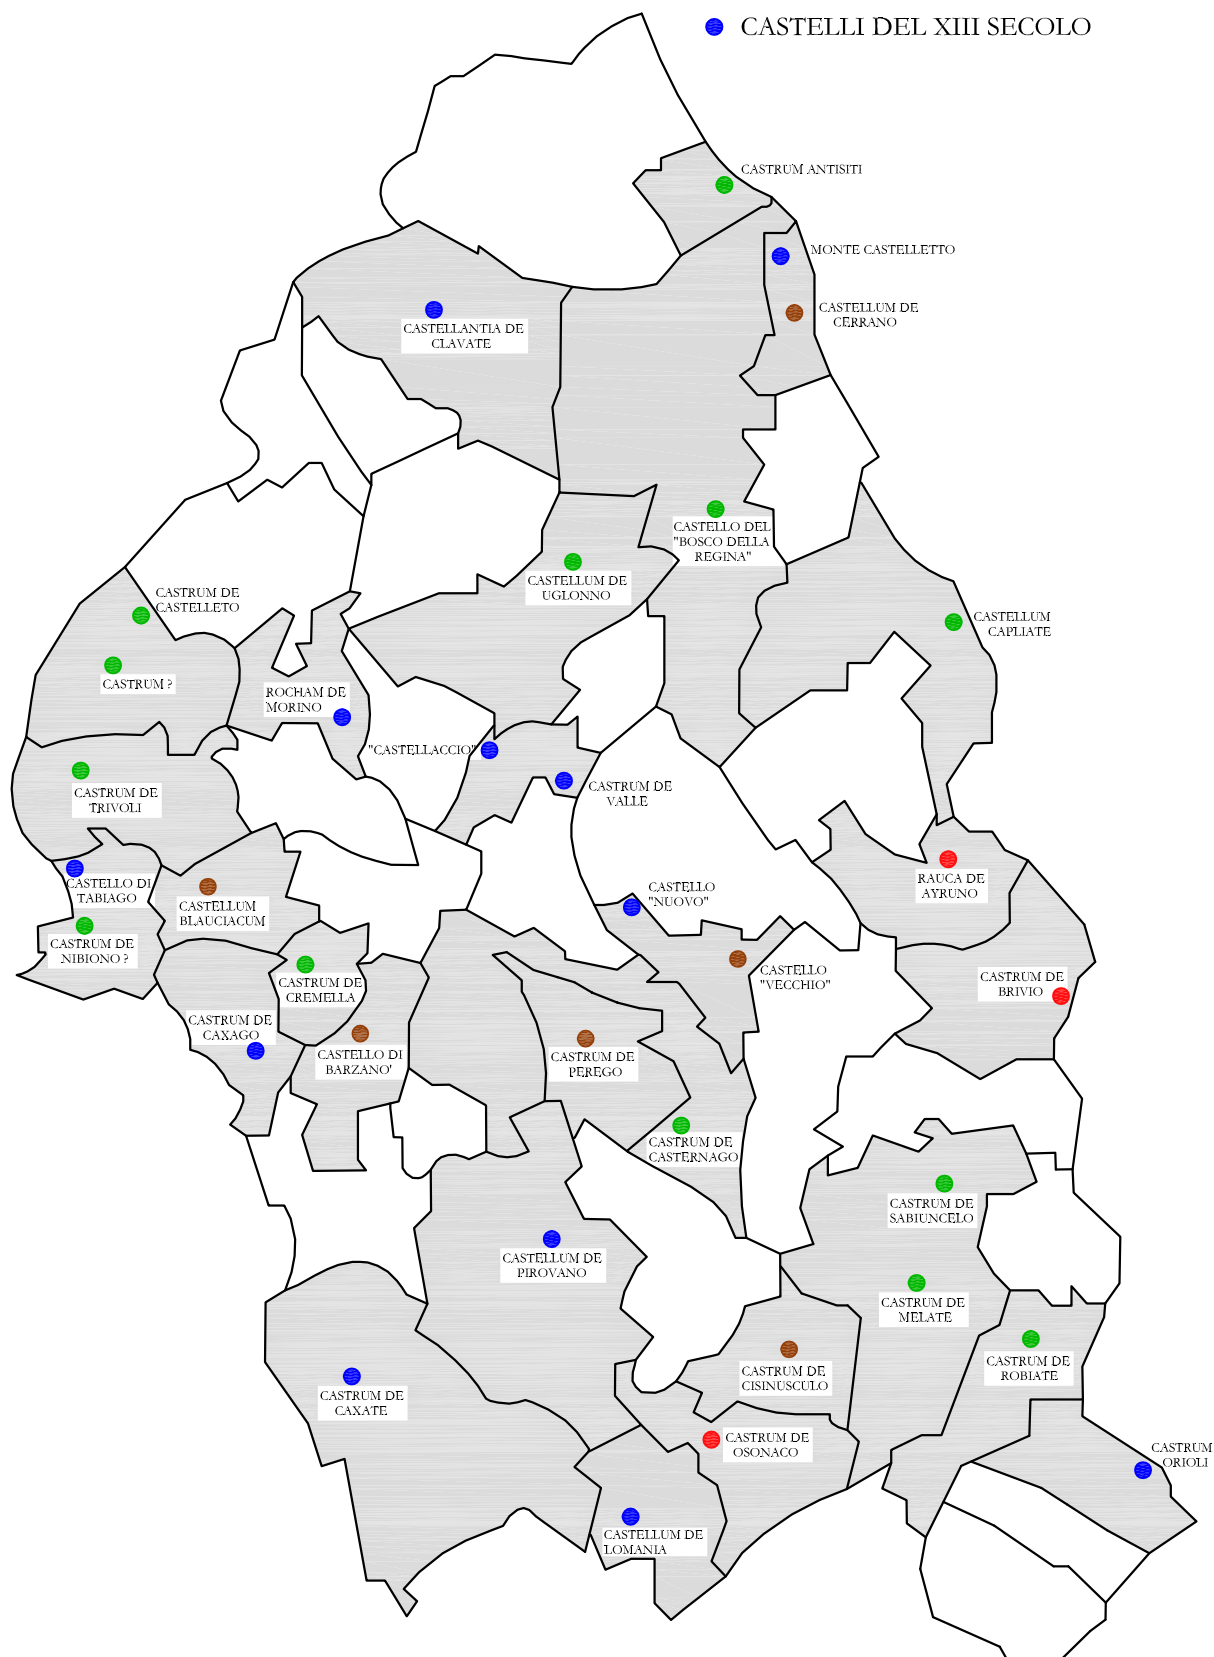 CASTELLI DEL XIII SECOLO
CASTRUM ANTISITI
MONTE CASTELLETTO
CASTELLUM DE
CERRANO
CASTELLANTIA DE
CLAVATE
CASTELLO DEL
"BOSCO DELLA
REGINA"
CASTELLUM DE
UGLONNO
CASTRUM DE
CASTELLETO
CASTELLUM
CAPLIATE
CASTRUM ?
ROCHAM DE
MORINO
"CASTELLACCIO"
CASTRUM DE
VALLE
CASTRUM DE
TRIVOLI
CASTELLO DI
TABIAGO
CASTELLUM
BLAUCIACUM
CASTELLO
"NUOVO"
RAUCA DE
AYRUNO
CASTRUM DE
NIBIONO ?
CASTRUM DE
CREMELLA
CASTELLO
"VECCHIO"
CASTRUM DE
BRIVIO
CASTRUM DE
CAXAGO
CASTELLO DI
BARZANO'
CASTRUM DE
PEREGO
CASTRUM DE
CASTERNAGO
CASTRUM DE
SABIUNCELO
CASTELLUM DE
PIROVANO
CASTRUM DE
MELATE
CASTRUM DE
CISINUSCULO
CASTRUM DE
ROBIATE
CASTRUM DE
CAXATE
CASTRUM DE
OSONACO
CASTRUM
ORIOLI
CASTELLUM DE
LOMANIA